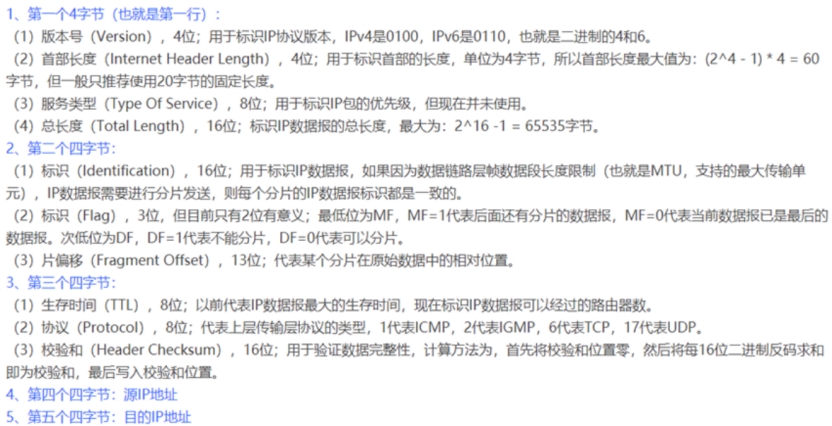 1、第一个4字节（也就是第一行）：
（1）版本号（Version），4位；用于标识IP协议版本，IPv4是0100，IPv6是0110，也就是二进制的4和6。
（2）首部长度（Internet Header Length），4位；用于标识首部的长度，单位为4字节，所以首部长度最大值为：(2^4 - 1) * 4 = 60
字节，但一般只推荐使用20字节的固定长度。
（3）服务类型（Type Of Service），8位；用于标识IP包的优先级，但现在并未使用。
（4）总长度（Total Length），16位；标识IP数据报的总长度，最大为：2^16 -1 = 65535字节。
2、第二个四字节：
（1）标识（Identification），16位；用于标识IP数据报，如果因为数据链路层帧数据段长度限制（也就是MTU，支持的最大传输单
元），IP数据报需要进行分片发送，则每个分片的IP数据报标识都是一致的。
（2）标识（Flag），3位，但目前只有2位有意义；最低位为MF，MF=1代表后面还有分片的数据报，MF=0代表当前数据报已是最后的
数据报。次低位为DF，DF=1代表不能分片，DF=0代表可以分片。
（3）片偏移（Fragment Offset），13位；代表某个分片在原始数据中的相对位置。
3、第三个四字节：
（1）生存时间（TTL），8位；以前代表IP数据报最大的生存时间，现在标识IP数据报可以经过的路由器数。
（2）协议（Protocol），8位；代表上层传输层协议的类型，1代表ICMP，2代表IGMP，6代表TCP，17代表UDP。
（3）校验和（Header Checksum），16位；用于验证数据完整性，计算方法为，首先将校验和位置零，然后将每16位二进制反码求和
即为校验和，最后写入校验和位置。
4、第四个四字节：源IP地址
5、第五个四字节：目的IP地址